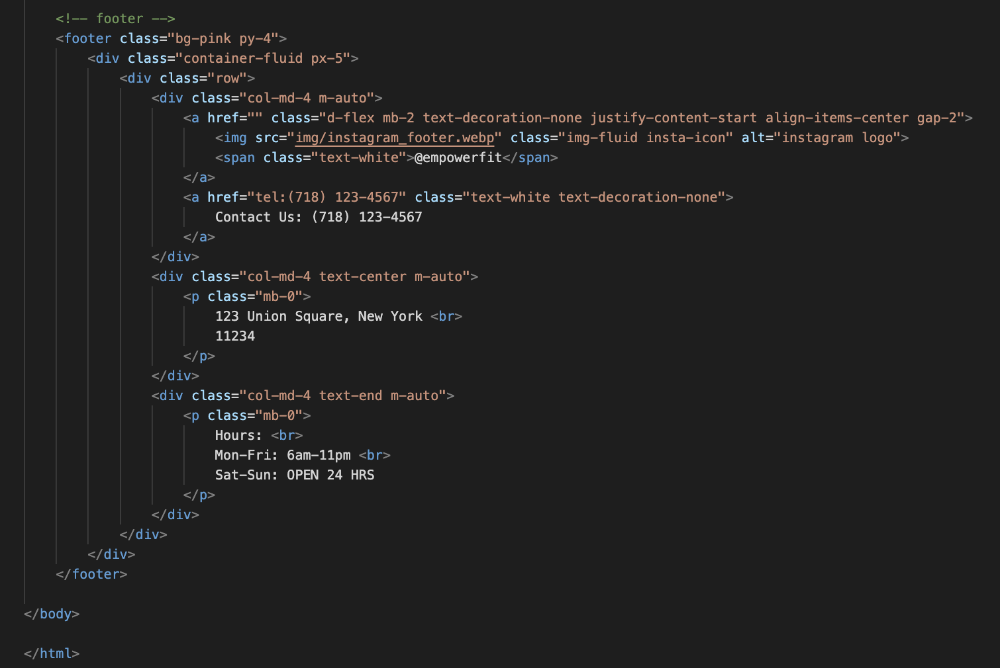 <!-- footer -->
<footer class="bg-pink py-4">
<div class="container-fluid px-5">
<div class="row">
<div class="col-md-4 m-auto">
<a href="" class="d-flex mb-2 text-decoration-none justify-content-start align-items-center gap-2">
<img src="img/instagram_footer.webp" class="img-fluid insta-icon" alt="instagram logo">
<span class="text-white">@empowerfit</span>
</a>
<a href="tel:(718) 123-4567" class="text-white text-decoration-none">
Contact Us: (718) 123-4567
</a>
</div>
<div class="col-md-4 text-center m-auto">
<p class="mb-0">
123 Union Square, New York <br>
11234
</p>
</div>
<div class="col-md-4 text-end m-auto">
<p class="mb-0">
Hours: <br>
Mon-Fri: 6am-11pm <br>
Sat-Sun: OPEN 24 HRS
</p>
</div>
</div>
</div>
</footer>
</body>
</html>